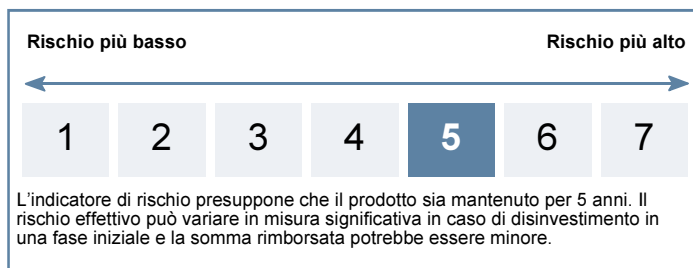 Rischio più basso Rischio più alto
1 2 3 4 5 6 7
L'indicatore di rischio presuppone che il prodotto sia mantenuto per 5 anni. Il
rischio effettivo può variare in misura significativa in caso di disinvestimento in
una fase iniziale e la somma rimborsata potrebbe essere minore.